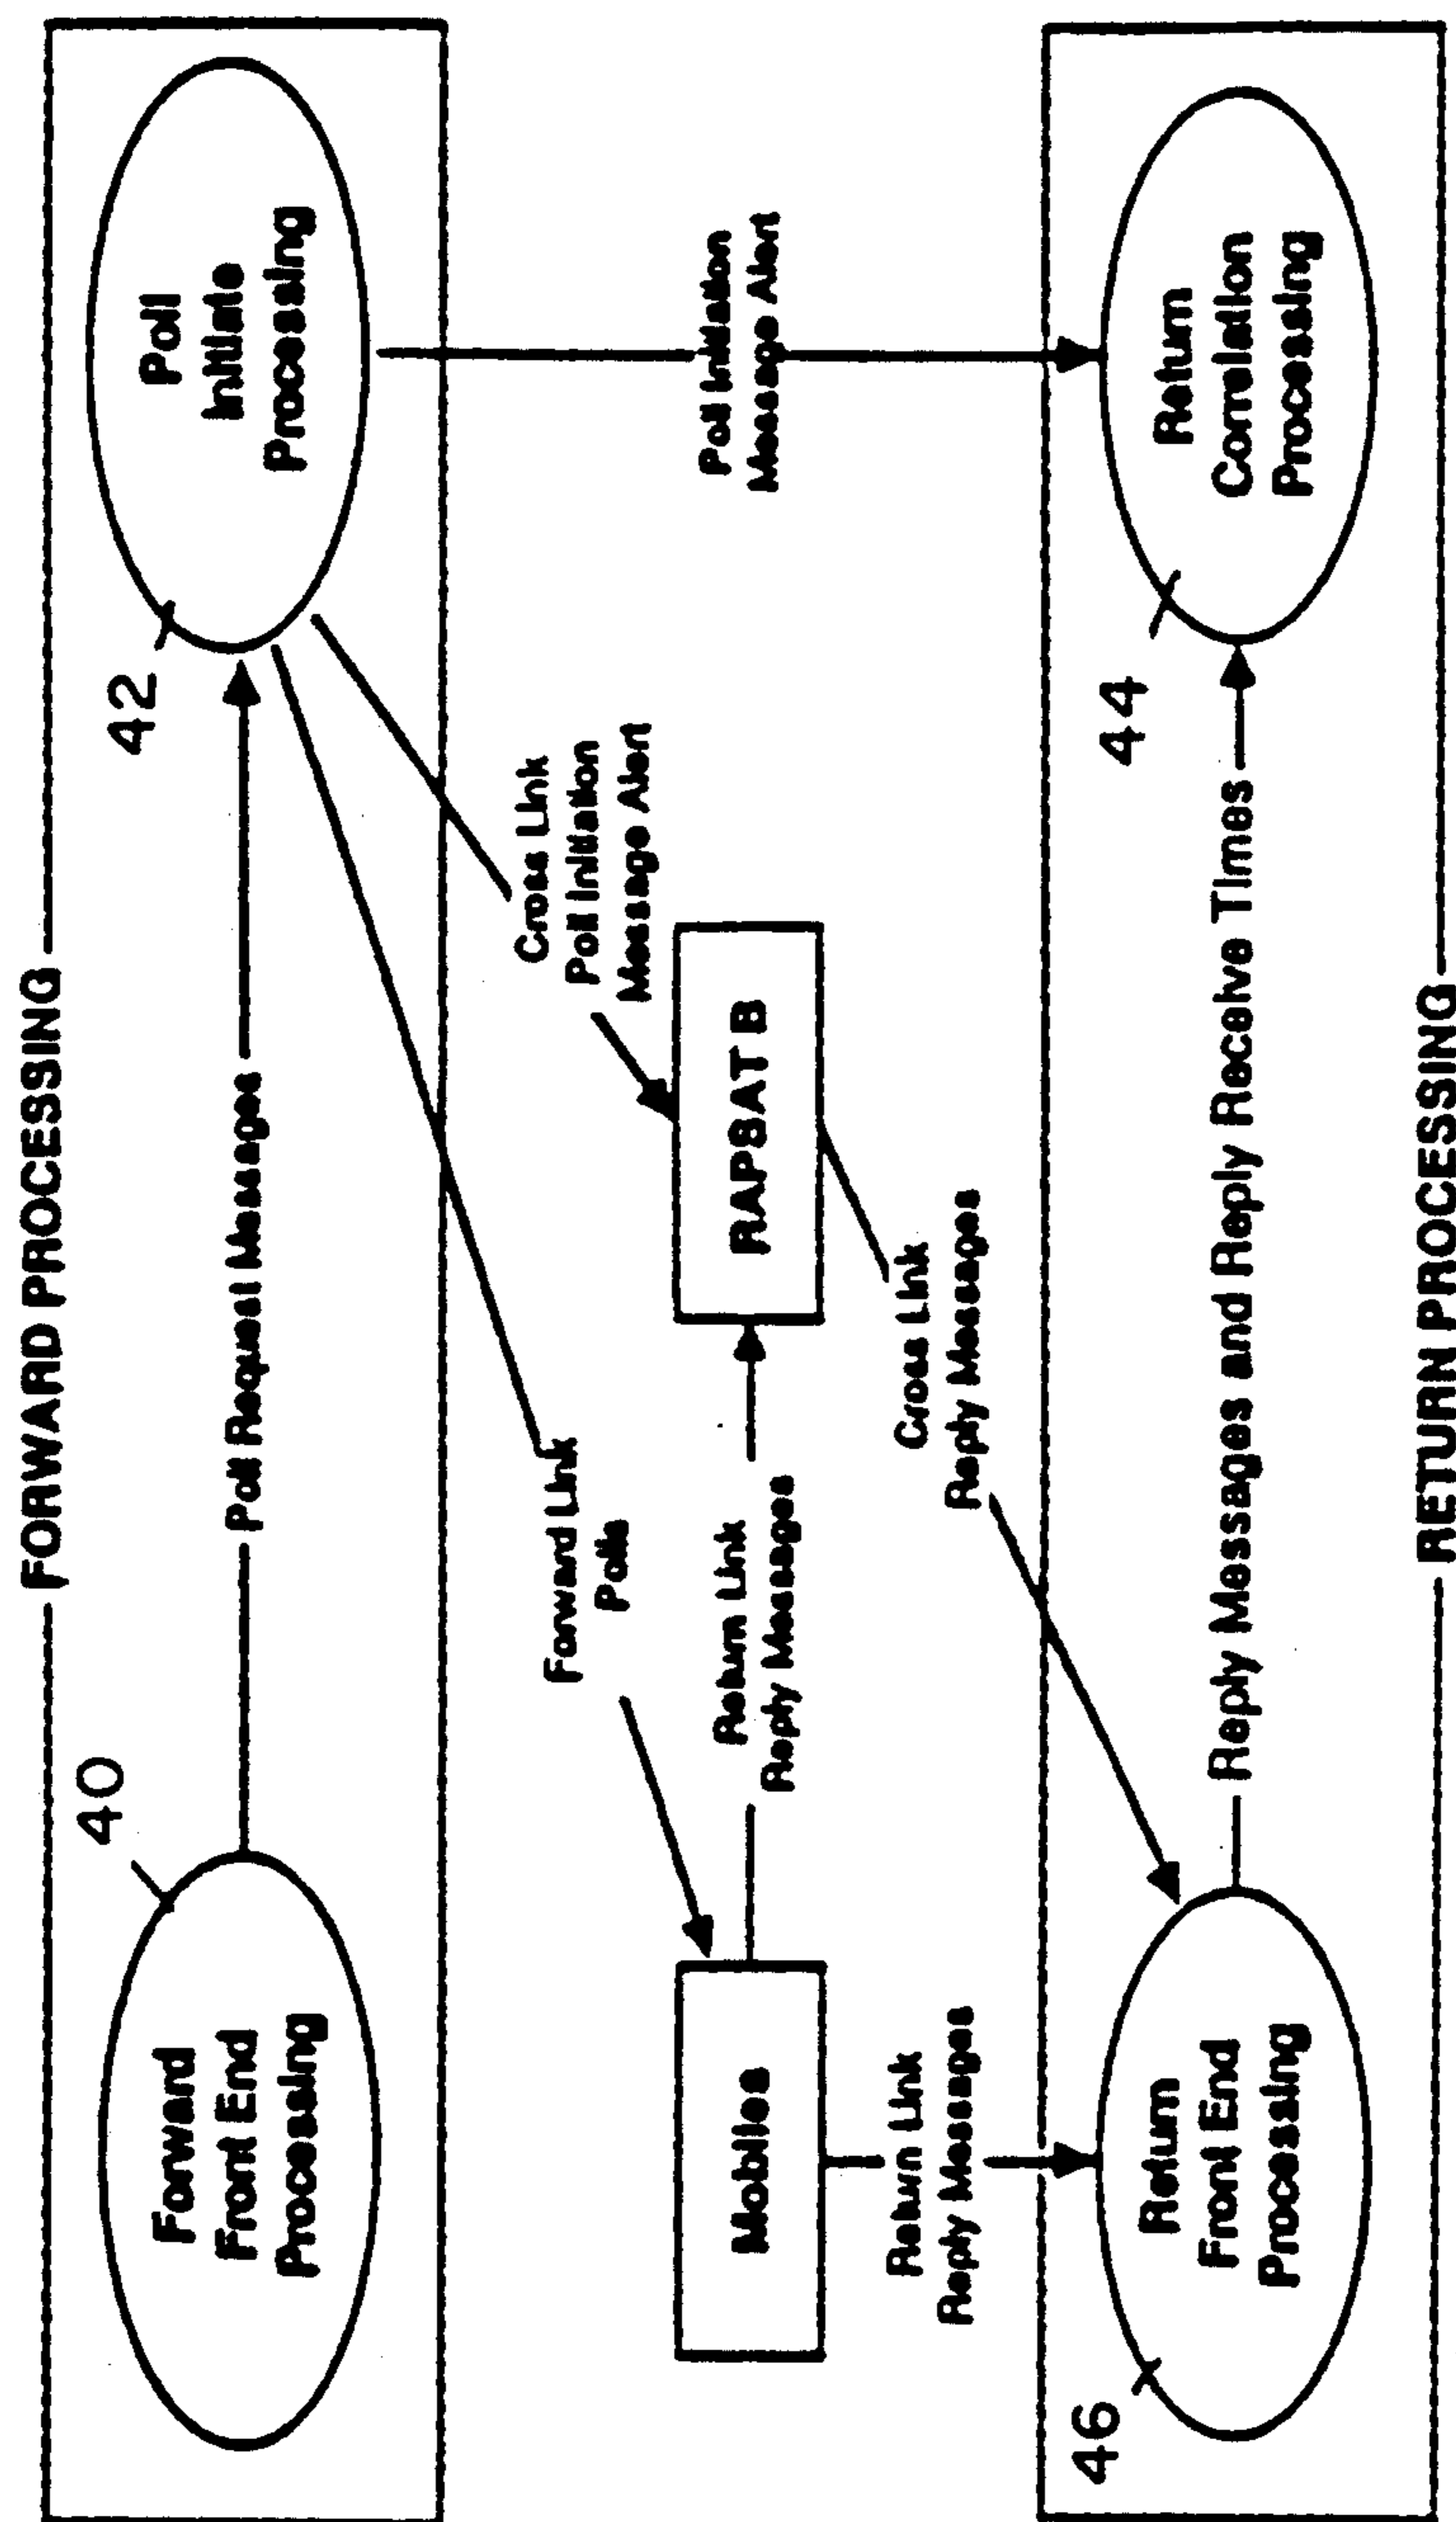 FORWARD PROCESSING
40
Forward
Front End
Processing
Poll Request Messages
42
Poll
Initiate
Processing
Forward Link
Polls
Cross Link
Poll Initiation
Message Alert
Poll Initiation
Message Alert
Mobiles
Return Link
Reply Messages
RAPSAT B
Return Link
Reply Messages
Cross Link
Reply Messages
46
Return
Front End
Processing
Reply Messages and Reply Receive Times
44
Return
Correlation
Processing
RETURN PROCESSING